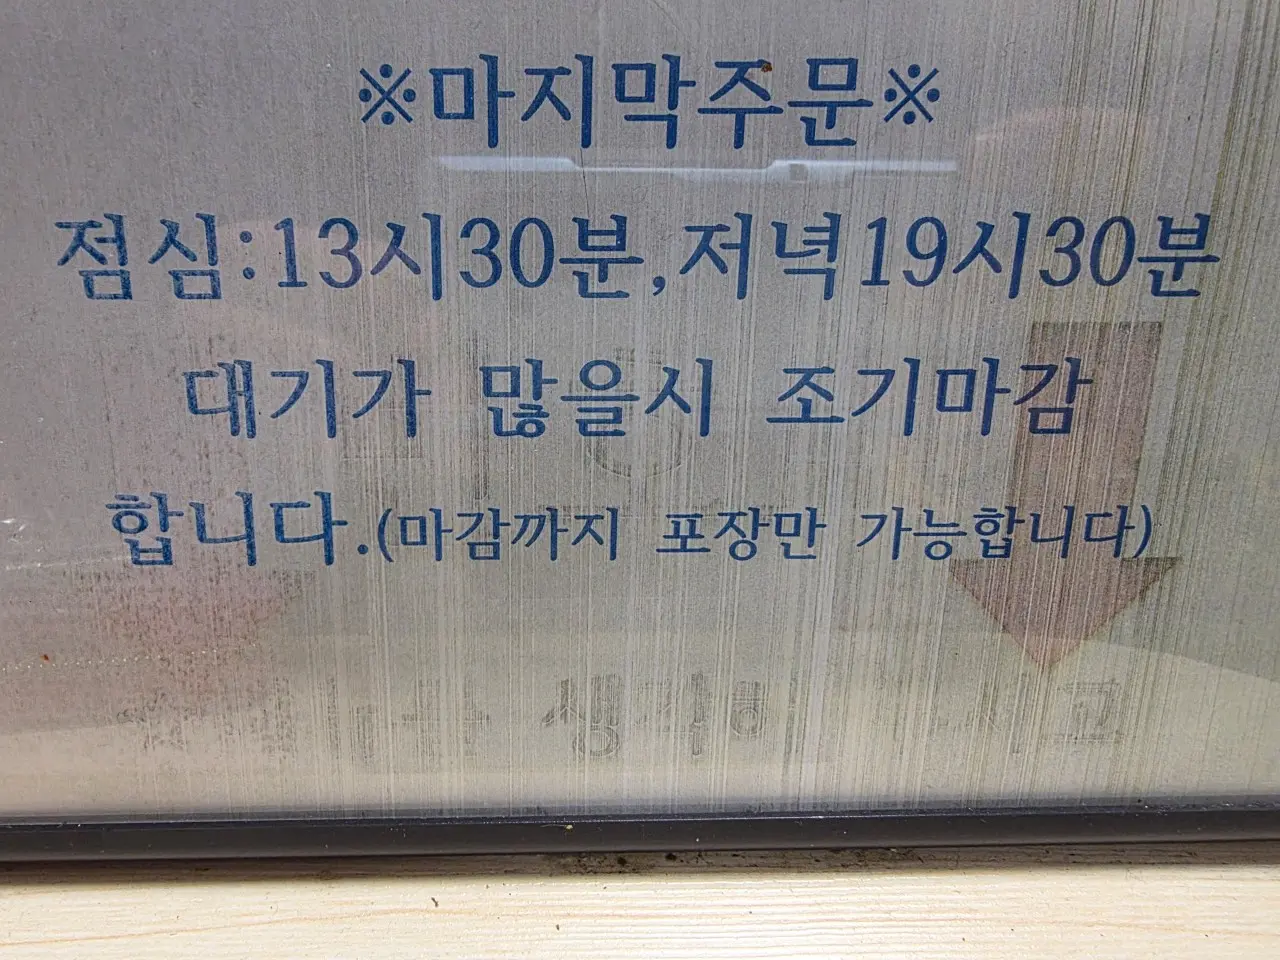 ※마지막주문※
점심:13시30분,저녁19시30분
대기가 많을시 조기마감
합니다.(마감까지 포장만 가능합니다)